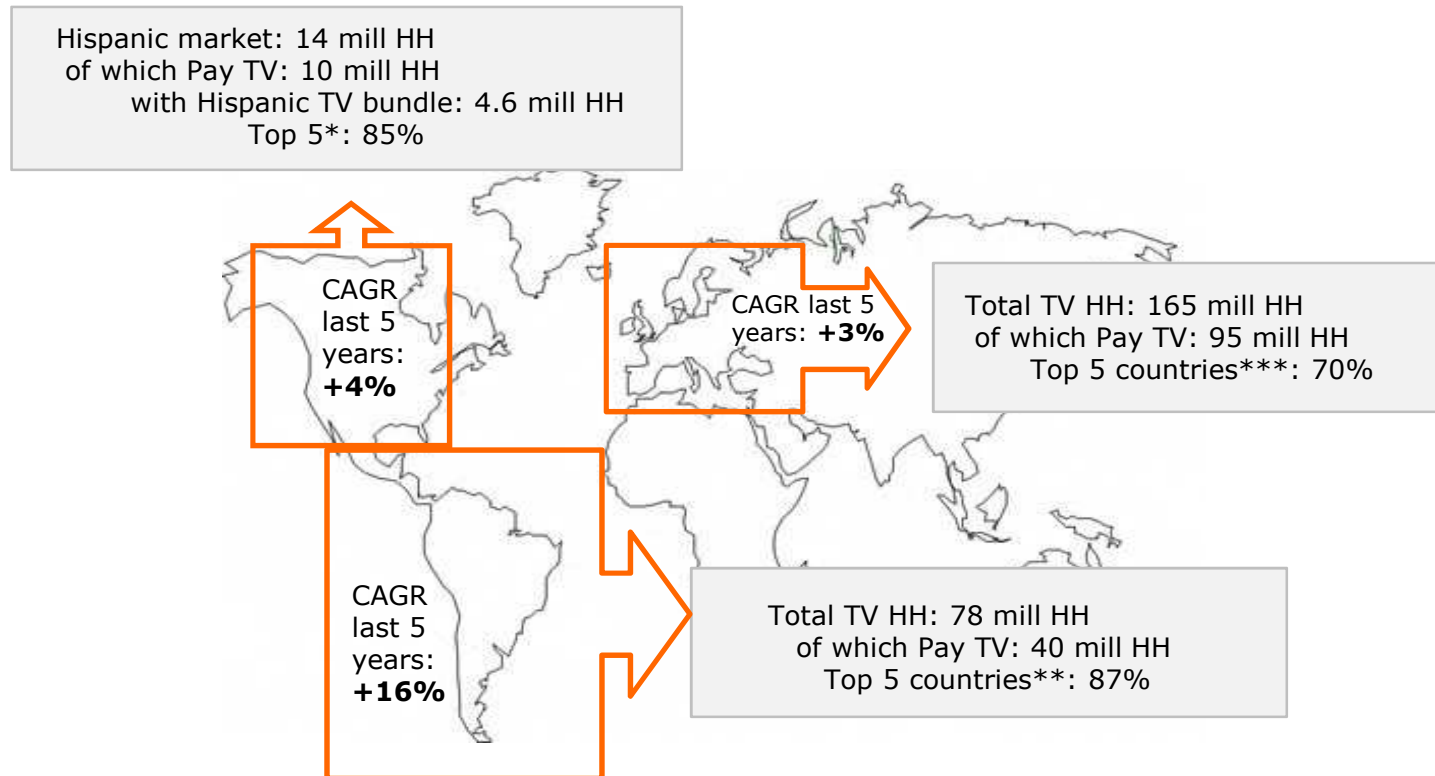 Hispanic market: 14 mill HH
of which Pay TV: 10 mill HH
with Hispanic TV bundle: 4.6 mill HH
Top 5*: 85%
CAGR
last 5
years:
+4%
CAGR last 5
years: +3%
Total TV HH: 165 mill HH
of which Pay TV: 95 mill HH
Top 5 countries***: 70%
CAGR
last 5
years:
+16%
Total TV HH: 78 mill HH
of which Pay TV: 40 mill HH
Top 5 countries**: 87%